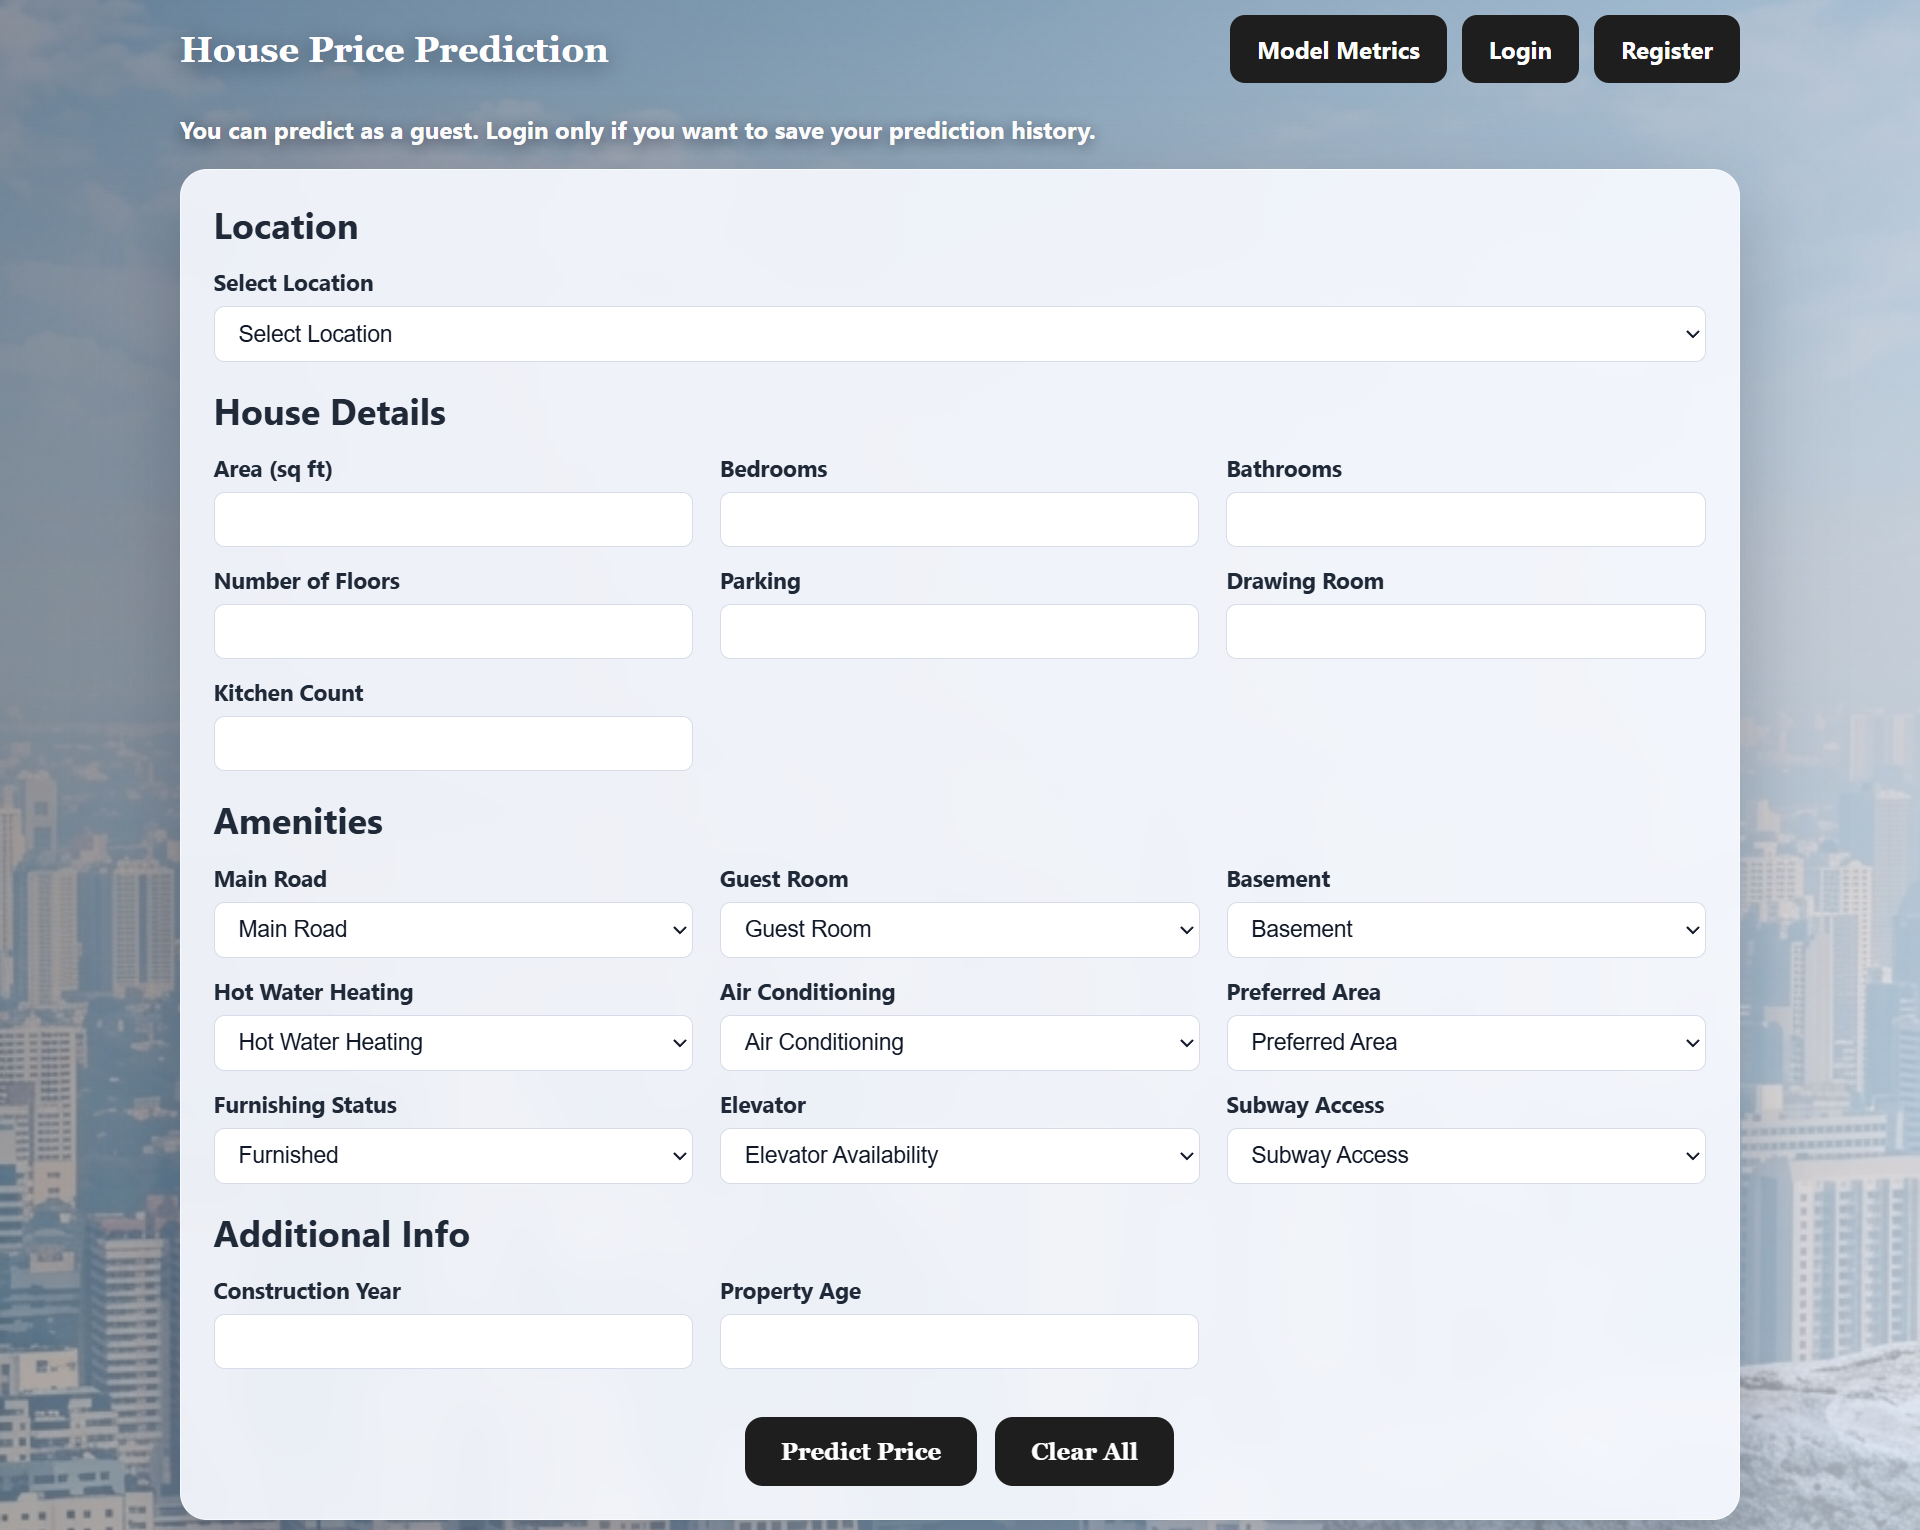 House Price Prediction
Model Metrics Login Register
You can predict as a guest. Login only if you want to save your prediction history.
Location
Select Location
Select Location
House Details
Area (sq ft) Bedrooms Bathrooms
Number of Floors Parking Drawing Room
Kitchen Count
Amenities
Main Road Guest Room Basement
Main Road Guest Room Basement
Hot Water Heating Air Conditioning Preferred Area
Hot Water Heating Air Conditioning Preferred Area
Furnishing Status Elevator Subway Access
Furnished Elevator Availability Subway Access
Additional Info
Construction Year Property Age
Predict Price Clear All